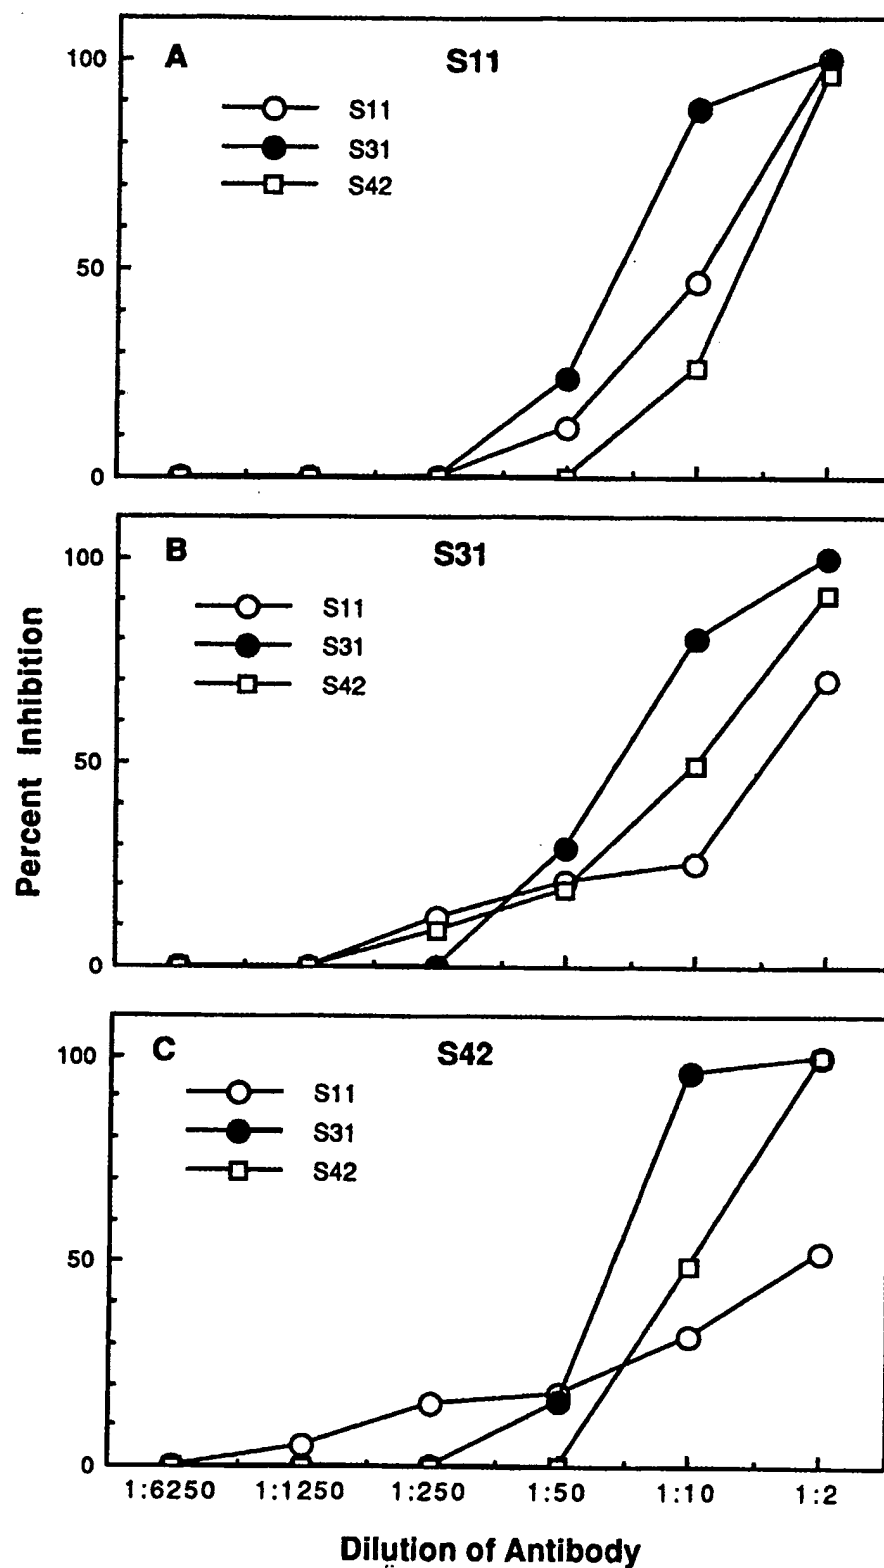 A
S11
100
50
0
S11
S31
S42
B
S31
100
50
0
S11
S31
S42
Percent Inhibition
C
S42
100
50
0
S11
S31
S42
1:6250 1:1250 1:250 1:50 1:10 1:2
Dilution of Antibody